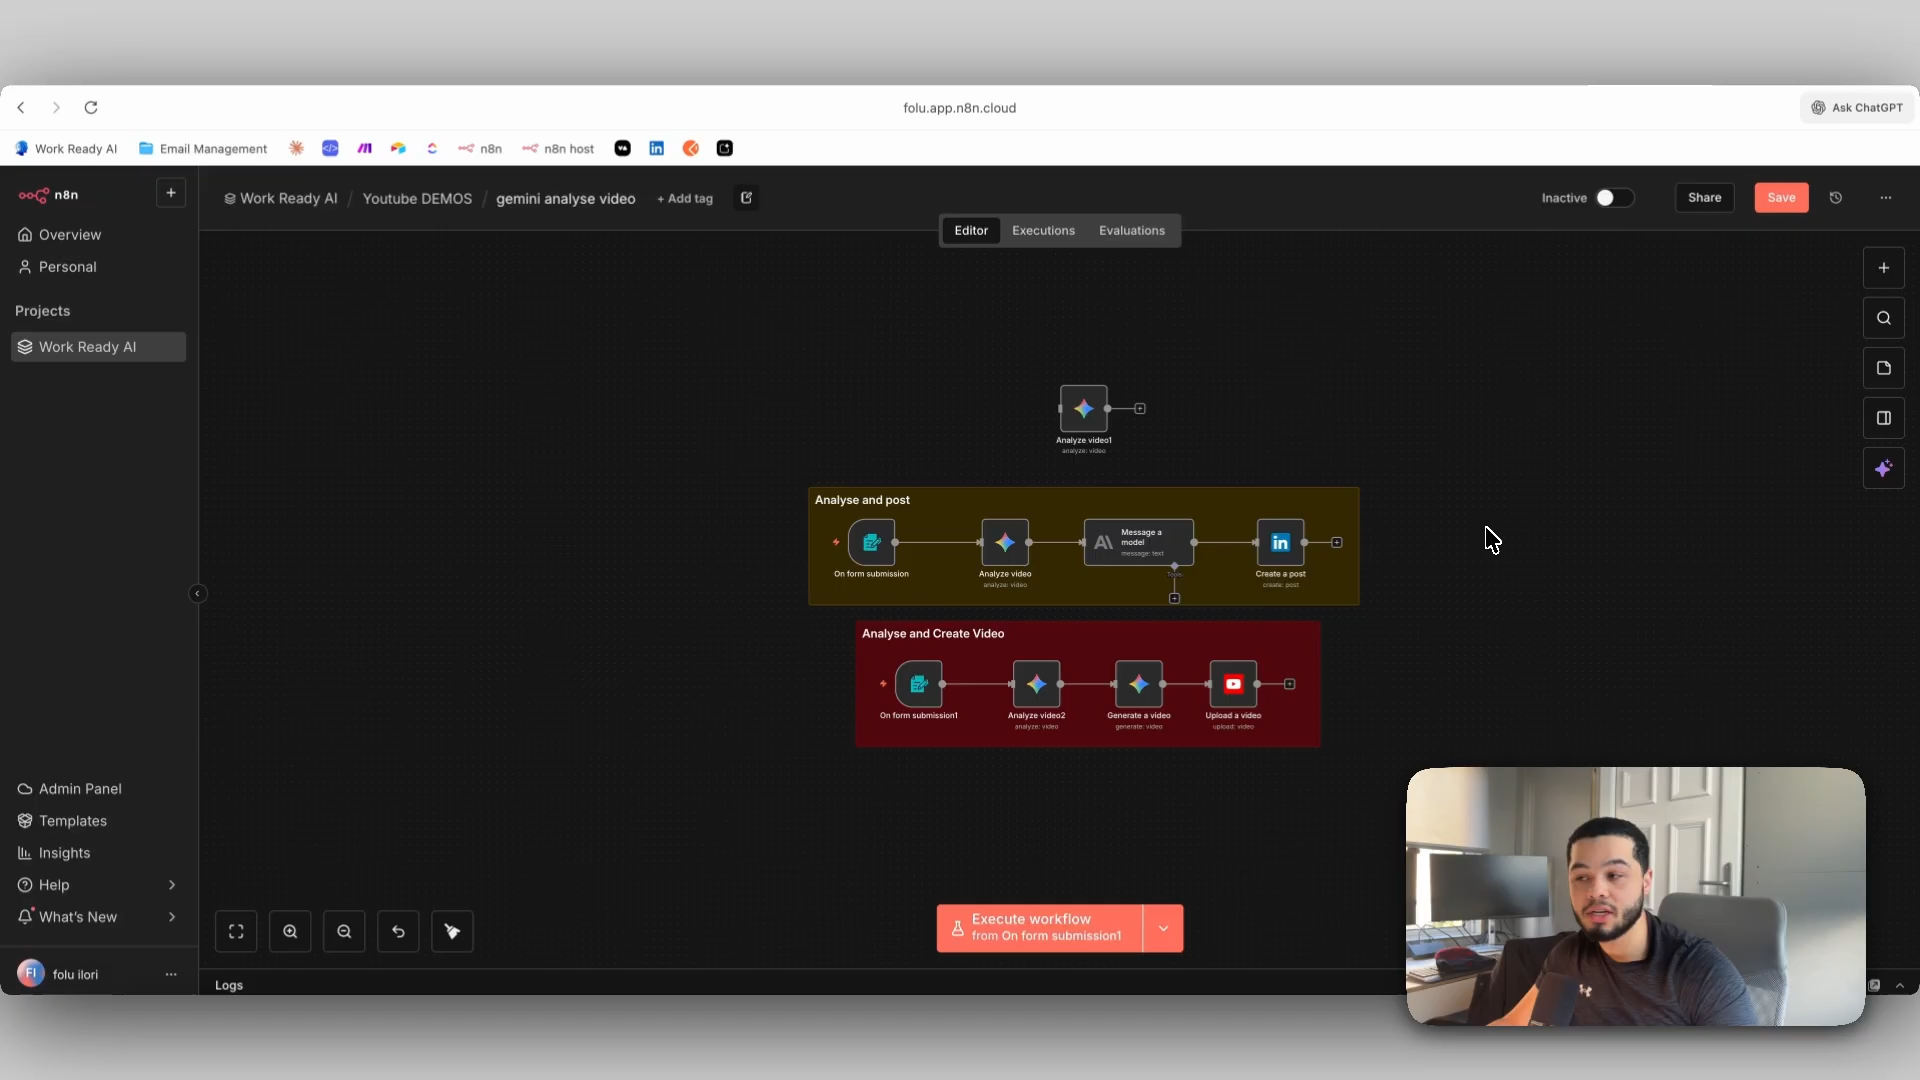 folu.app.n8n.cloud
Ask ChatGPT
Work Ready AI
Email Management
n8n
n8n host
n8n
Work Ready AI / Youtube DEMOS / gemini analyse video
+ Add tag
Inactive
Share
Save
Editor
Executions
Evaluations
Overview
Personal
Projects
Work Ready AI
Analyze video1
analyze: video
Analyse and post
On form submission
Analyze video
analyze: video
Message a
model
message: text
Tools
Create a post
create: post
Analyse and Create Video
On form submission1
Analyze video2
analyze: video
Generate a video
generate: video
Upload a video
upload: video
Admin Panel
Templates
Insights
Help
What's New
FI
folu ilori
Execute workflow
from On form submission1
Logs